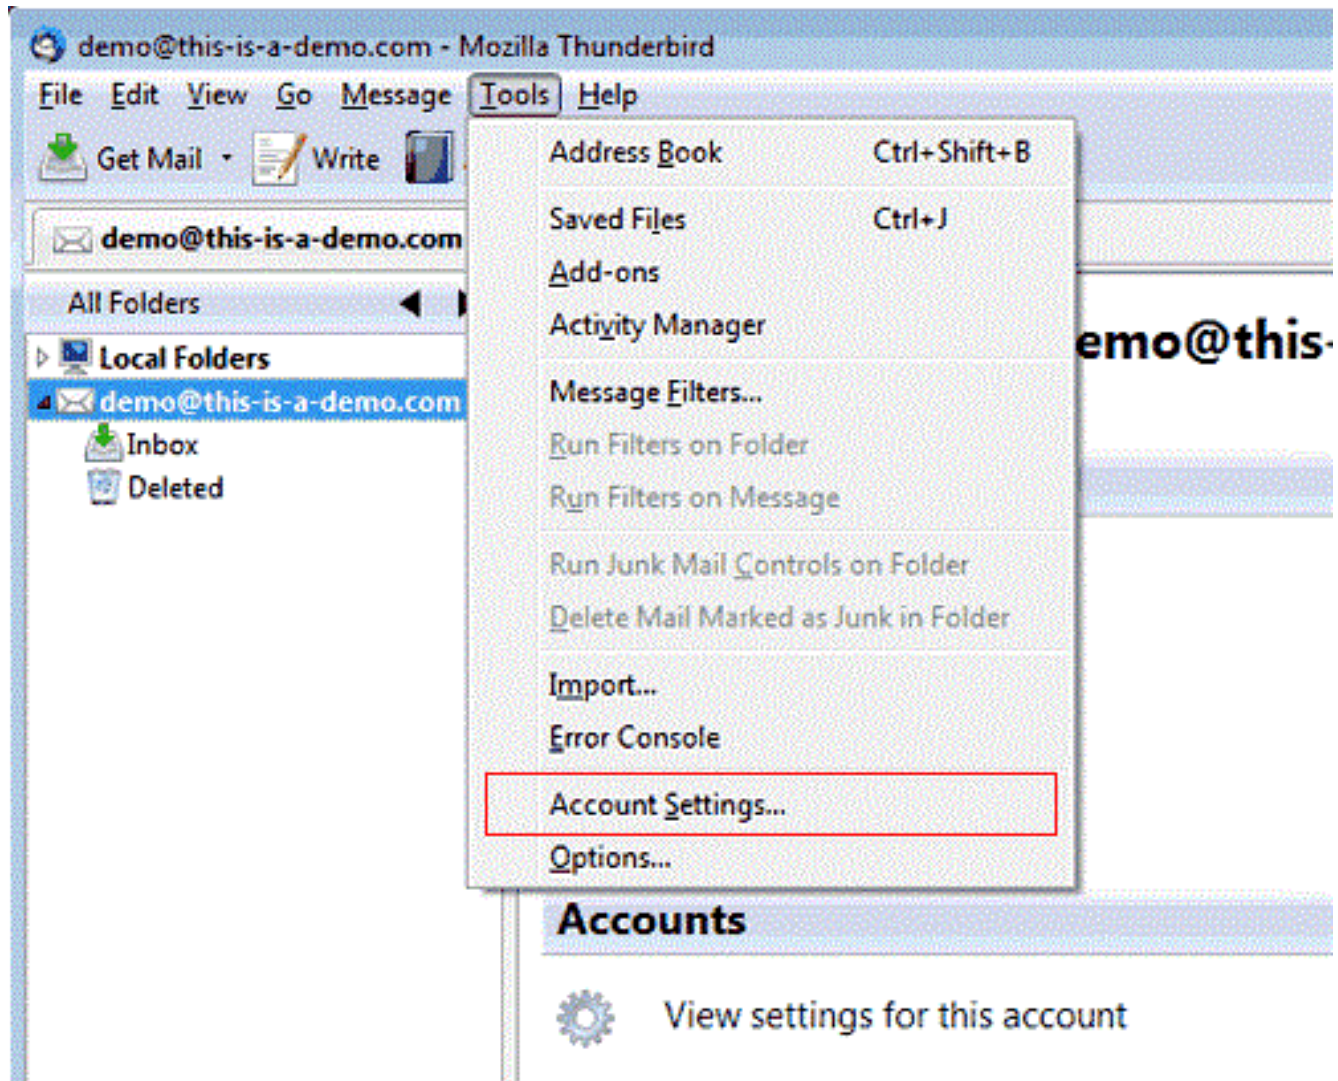 demo@this-is-a-demo.com - Mozilla Thunderbird
File Edit View Go Message Tools Help
Get Mail Write
demo@this-is-a-demo.com
All Folders
Local Folders
demo@this-is-a-demo.com
Inbox
Deleted
Address Book Ctrl+Shift+B
Saved Files Ctrl+J
Add-ons
Activity Manager
Message Filters...
Run Filters on Folder
Run Filters on Message
Run Junk Mail Controls on Folder
Delete Mail Marked as Junk in Folder
Import...
Error Console
Account Settings...
Options...
emo@this-
Accounts
View settings for this account